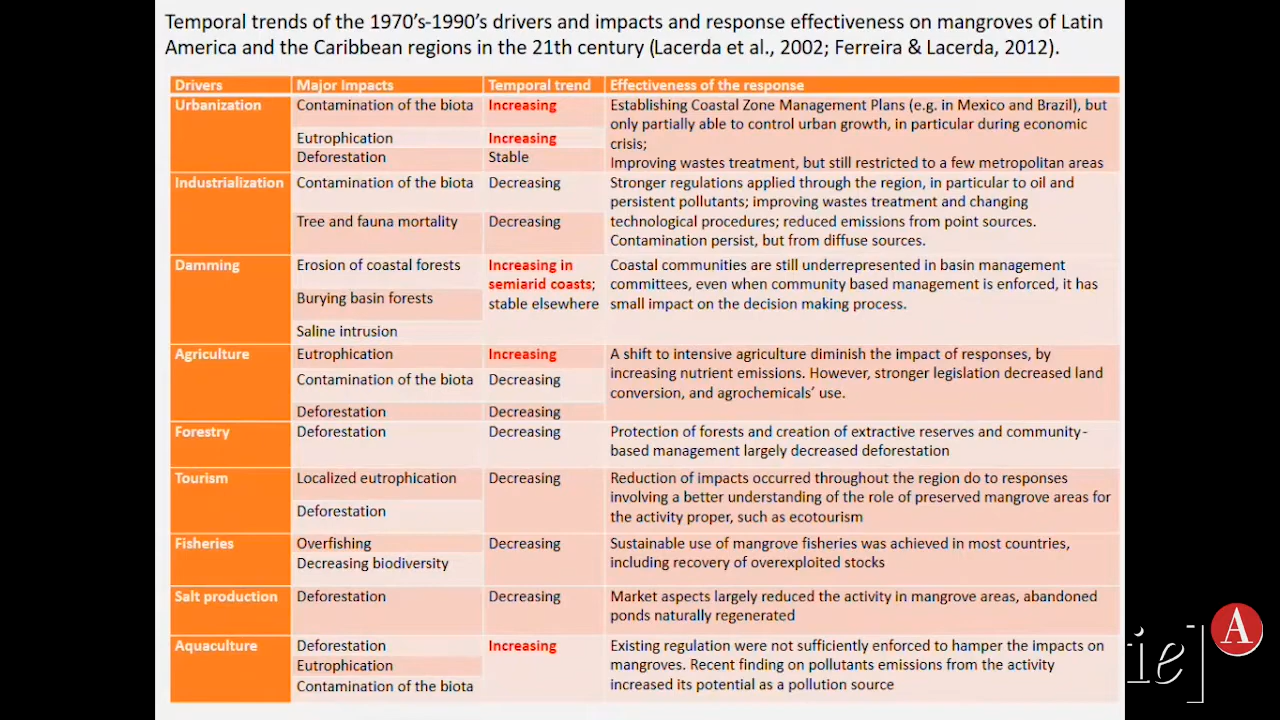 Temporal trends of the 1970's-1990's drivers and impacts and response effectiveness on mangroves of Latin
America and the Caribbean regions in the 21th century (Lacerda et al., 2002; Ferreira & Lacerda, 2012).
Drivers Major Impacts Temporal trend Effectiveness of the response
Urbanization Contamination of the biota Increasing Establishing Coastal Zone Management Plans (e.g. in Mexico and Brazil), but
only partially able to control urban growth, in particular during economic
Eutrophication Increasing crisis;
Deforestation Stable Improving wastes treatment, but still restricted to a few metropolitan areas
Industrialization Contamination of the biota Decreasing Stronger regulations applied through the region, in particular to oil and
persistent pollutants; improving wastes treatment and changing
Tree and fauna mortality Decreasing technological procedures; reduced emissions from point sources.
Contamination persist, but from diffuse sources.
Damming Erosion of coastal forests Increasing in Coastal communities are still underrepresented in basin management
semiarid coasts; committees, even when community based management is enforced, it has
Burying basin forests stable elsewhere small impact on the decision making process.
Saline intrusion
Agriculture Eutrophication Increasing A shift to intensive agriculture diminish the impact of responses, by
Contamination of the biota Decreasing increasing nutrient emissions. However, stronger legislation decreased land
conversion, and agrochemicals' use.
Deforestation Decreasing
Forestry Deforestation Decreasing Protection of forests and creation of extractive reserves and community-
based management largely decreased deforestation
Tourism Localized eutrophication Decreasing Reduction of impacts occurred throughout the region do to responses
involving a better understanding of the role of preserved mangrove areas for
Deforestation the activity proper, such as ecotourism
Fisheries Overfishing Decreasing Sustainable use of mangrove fisheries was achieved in most countries,
Decreasing biodiversity including recovery of overexploited stocks
Salt production Deforestation Decreasing Market aspects largely reduced the activity in mangrove areas, abandoned
ponds naturally regenerated
Aquaculture Deforestation Increasing Existing regulation were not sufficiently enforced to hamper the impacts on
Eutrophication mangroves. Recent finding on pollutants emissions from the activity
Contamination of the biota increased its potential as a pollution source
ie]
A